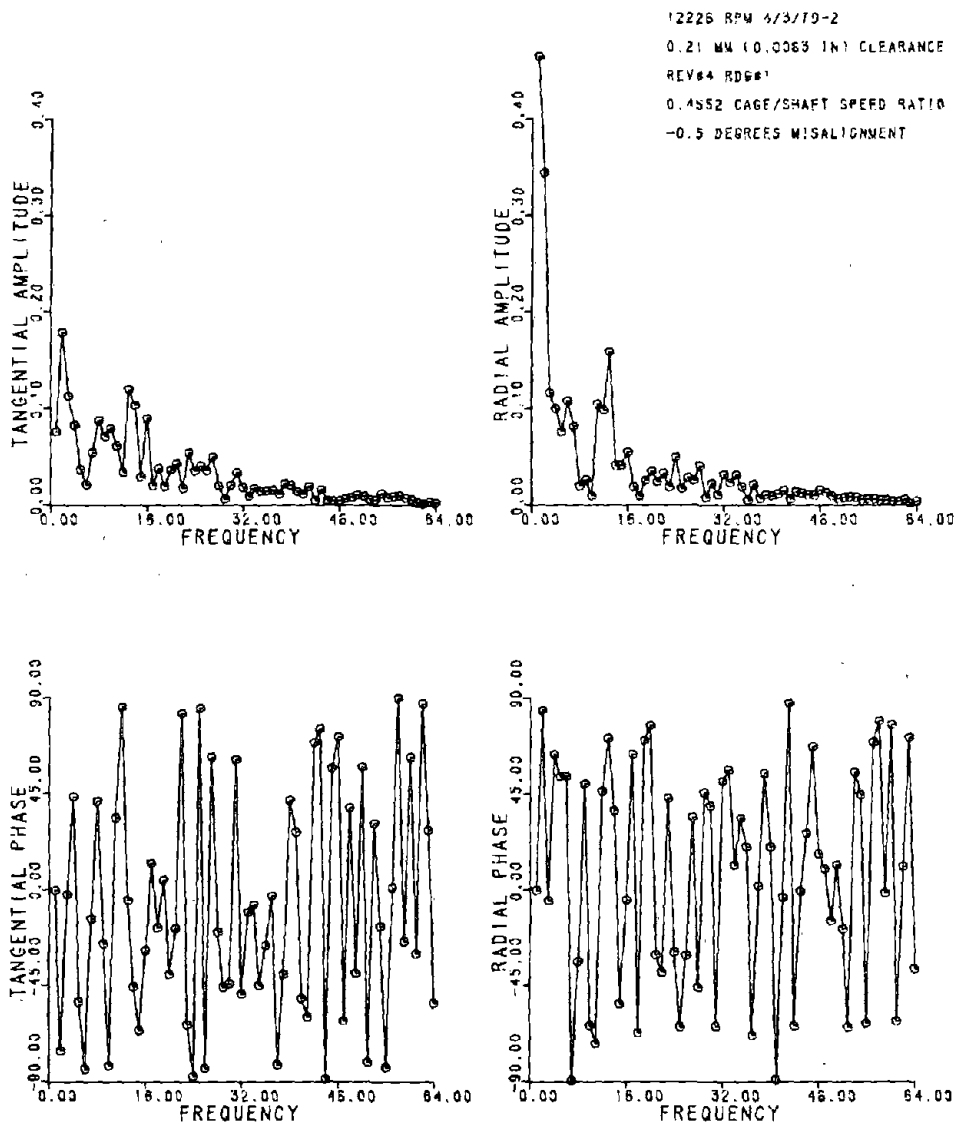 12226 RPM 4/3/79-2
0.21 MM (0.0083 IN) CLEARANCE
REV#4 RDG#1
0.4552 CAGE/SHAFT SPEED RATIO
-0.5 DEGREES MISALIGNMENT
TANGENTIAL AMPLITUDE
0.40
0.30
0.20
0.10
0.00
0.00 16.00 32.00 48.00 64.00
FREQUENCY
RADIAL AMPLITUDE
0.40
0.30
0.20
0.10
0.00
0.00 16.00 32.00 48.00 64.00
FREQUENCY
TANGENTIAL PHASE
90.00
45.00
0.00
-45.00
-90.00
0.00 16.00 32.00 48.00 64.00
FREQUENCY
RADIAL PHASE
90.00
45.00
0.00
-45.00
-90.00
0.00 16.00 32.00 48.00 64.00
FREQUENCY